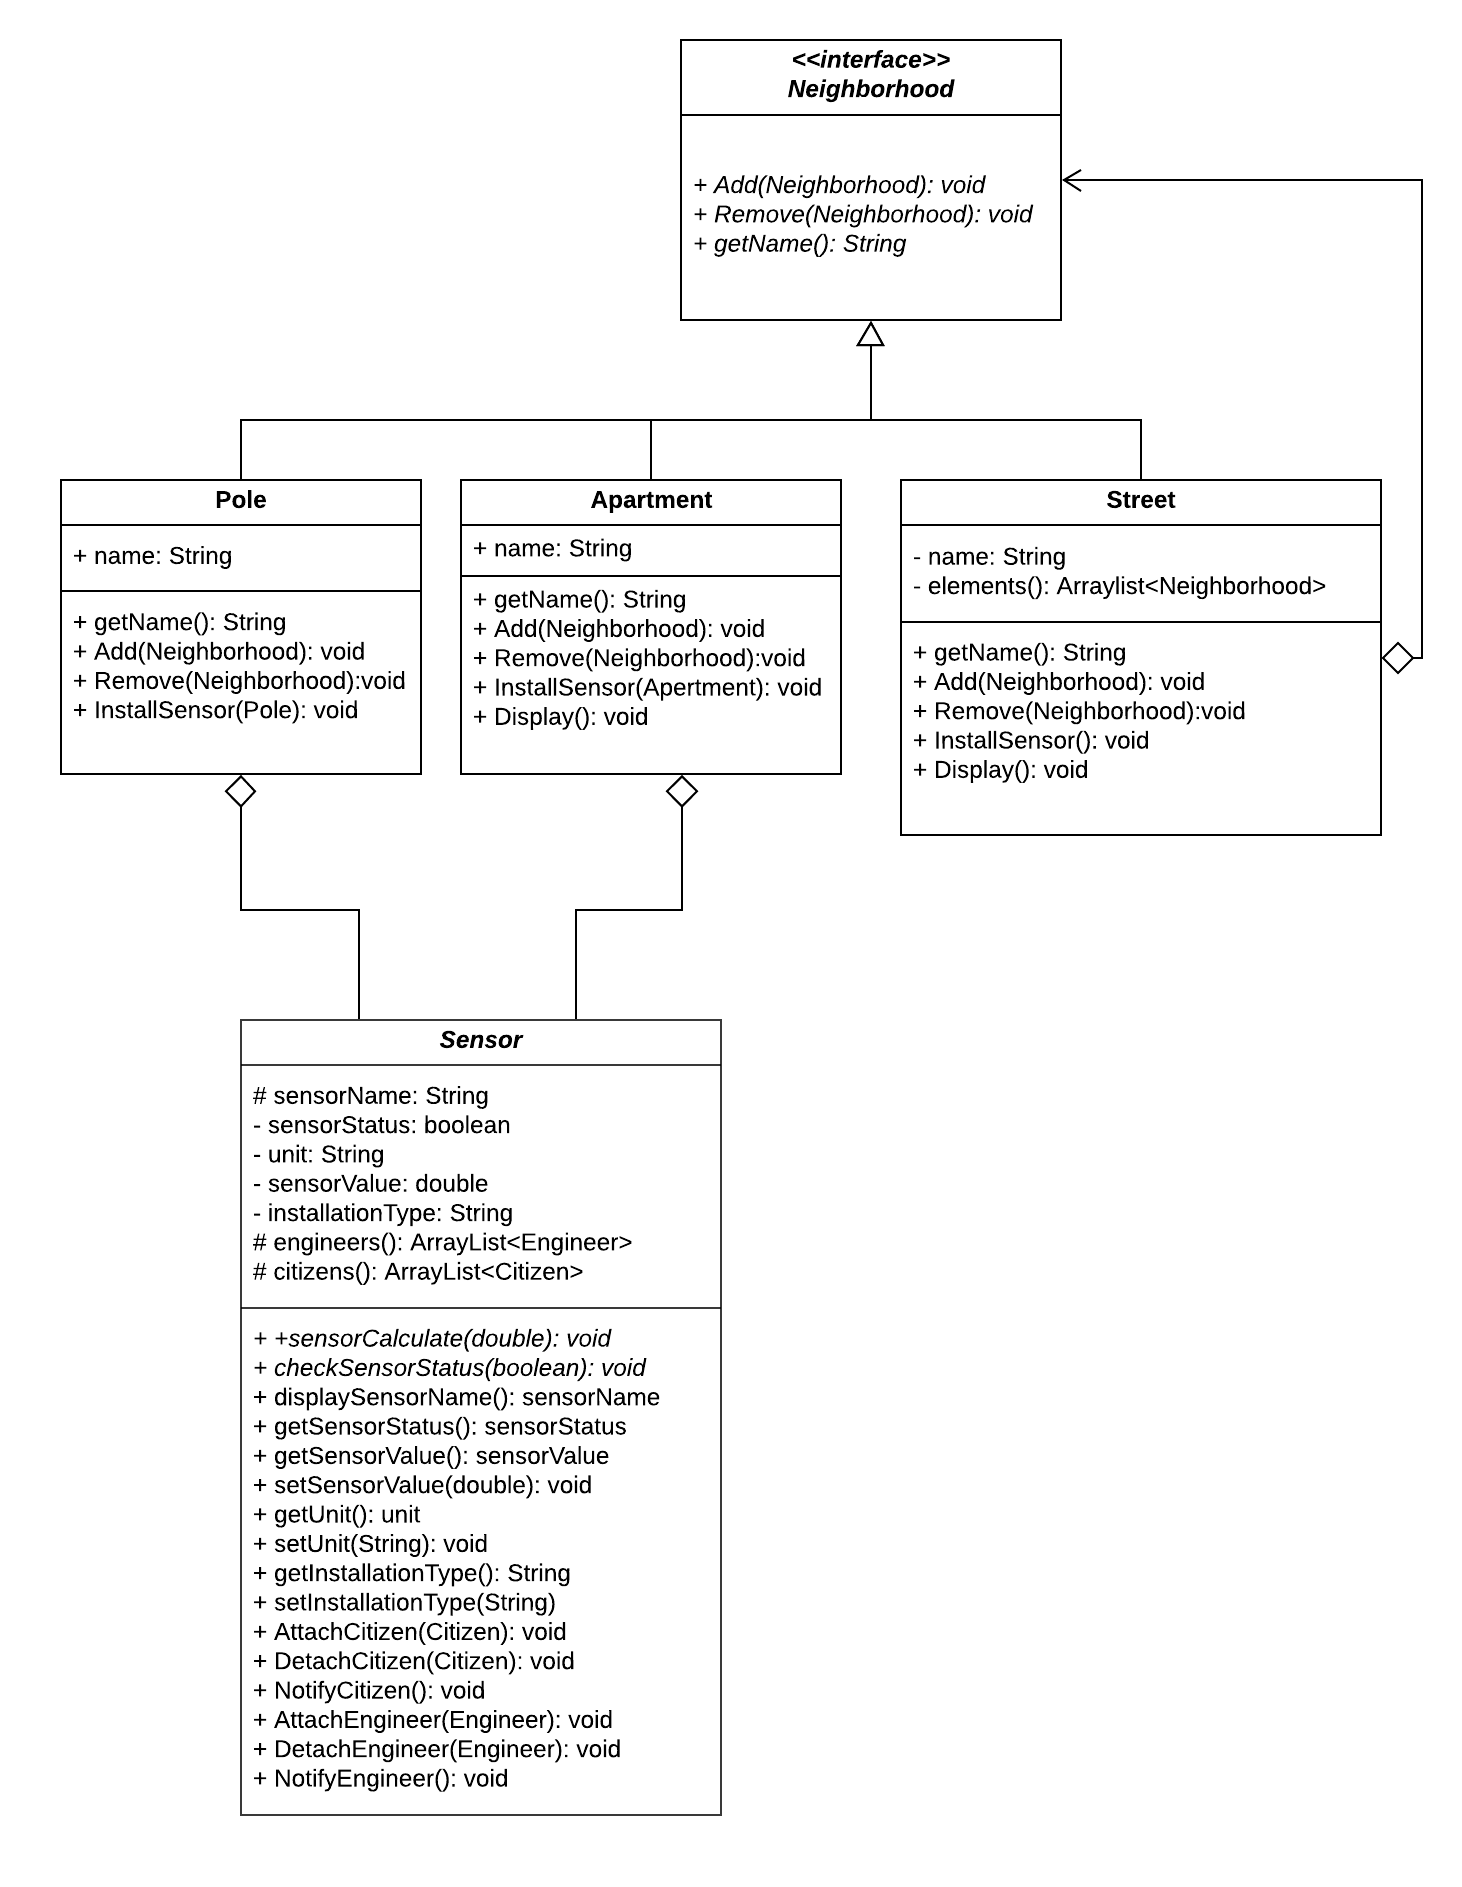 <<interface>>
Neighborhood
+ Add(Neighborhood): void
+ Remove(Neighborhood): void
+ getName(): String
Pole
+ name: String
+ getName(): String
+ Add(Neighborhood): void
+ Remove(Neighborhood):void
+ InstallSensor(Pole): void
Apartment
+ name: String
+ getName(): String
+ Add(Neighborhood): void
+ Remove(Neighborhood):void
+ InstallSensor(Apertment): void
+ Display(): void
Street
- name: String
- elements(): Arraylist<Neighborhood>
+ getName(): String
+ Add(Neighborhood): void
+ Remove(Neighborhood):void
+ InstallSensor(): void
+ Display(): void
Sensor
# sensorName: String
- sensorStatus: boolean
- unit: String
- sensorValue: double
- installationType: String
# engineers(): ArrayList<Engineer>
# citizens(): ArrayList<Citizen>
+ +sensorCalculate(double): void
+ checkSensorStatus(boolean): void
+ displaySensorName(): sensorName
+ getSensorStatus(): sensorStatus
+ getSensorValue(): sensorValue
+ setSensorValue(double): void
+ getUnit(): unit
+ setUnit(String): void
+ getInstallationType(): String
+ setInstallationType(String)
+ AttachCitizen(Citizen): void
+ DetachCitizen(Citizen): void
+ NotifyCitizen(): void
+ AttachEngineer(Engineer): void
+ DetachEngineer(Engineer): void
+ NotifyEngineer(): void